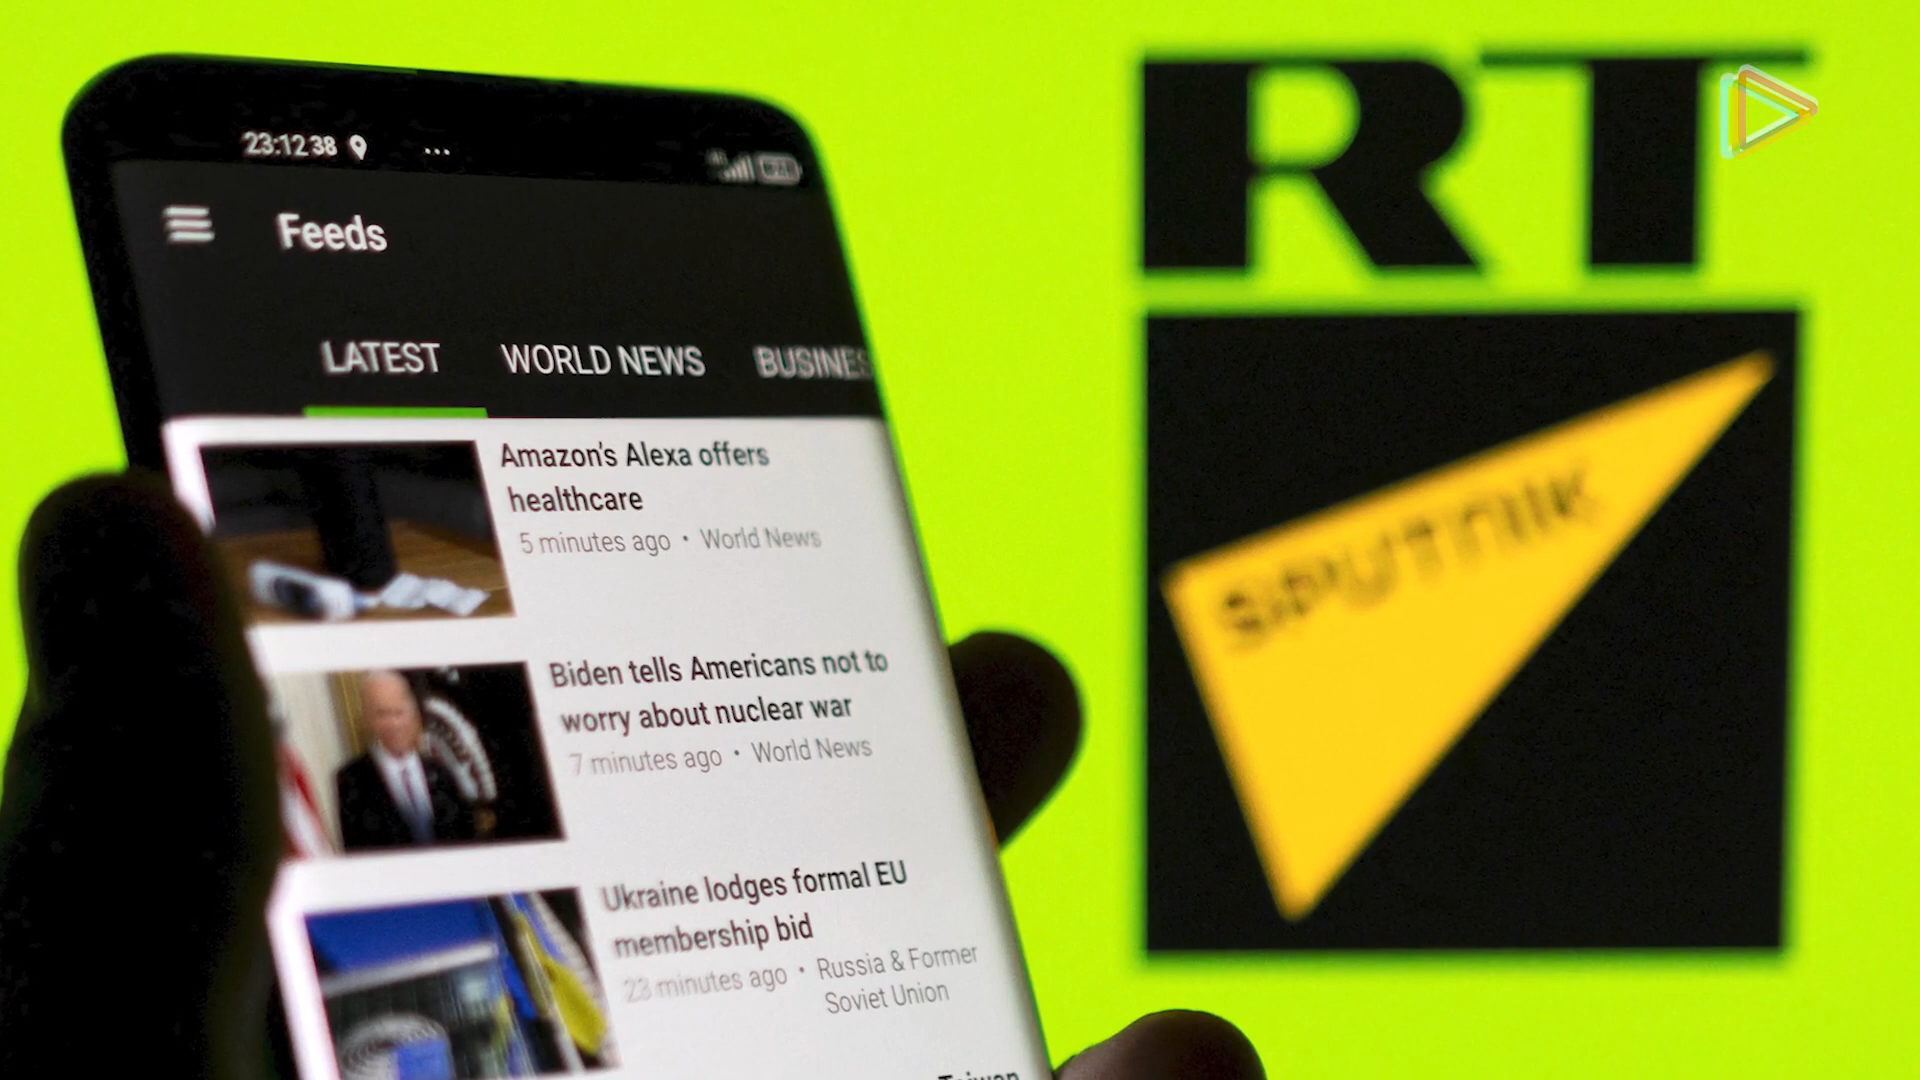 23:12 38
...
Feeds
LATEST
WORLD NEWS
BUSINES
Amazon's Alexa offers
healthcare
5 minutes ago • World News
Biden tells Americans not to
worry about nuclear war
7 minutes ago • World News
Ukraine lodges formal EU
membership bid
23 minutes ago • Russia & Former
Soviet Union
Taiwan
RT
SPUTNIK